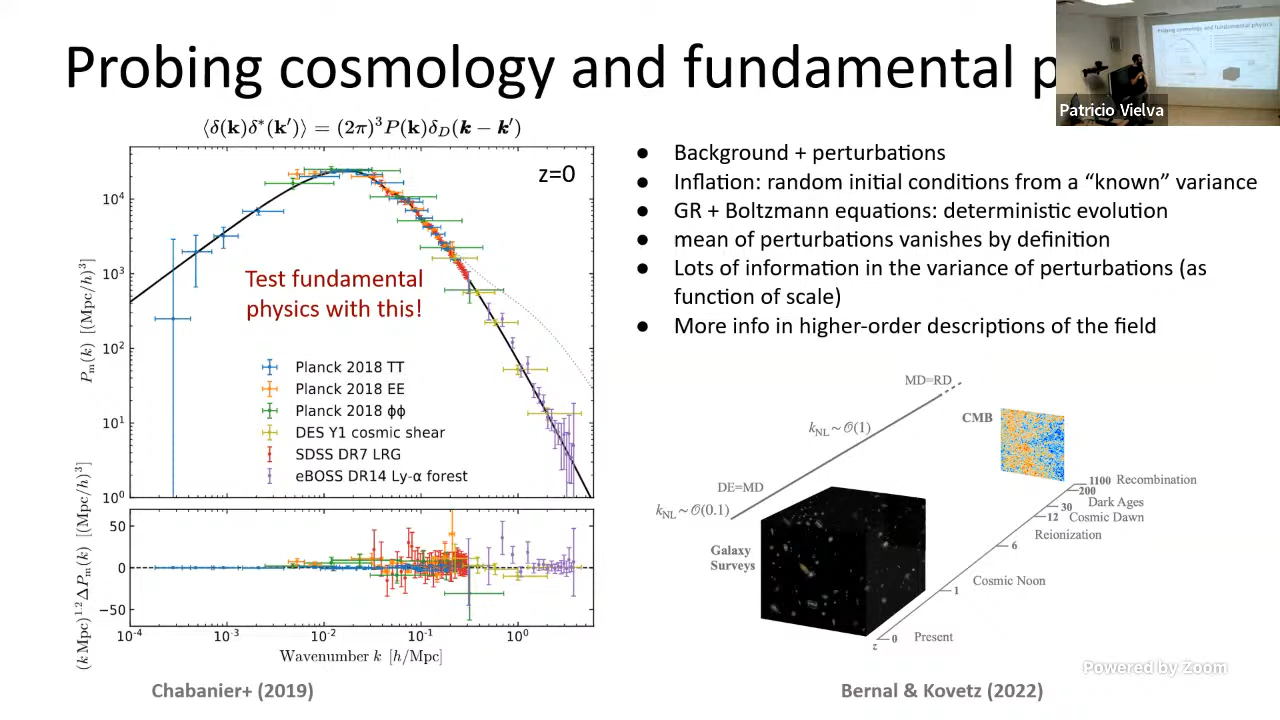 Probing cosmology and fundamental p
Patricio Vielva
⟨δ(k)δ*(k′)⟩ = (2π)³P(k)δ_D(k − k′)
z=0
Test fundamental
physics with this!
Planck 2018 TT
Planck 2018 EE
Planck 2018 ϕϕ
DES Y1 cosmic shear
SDSS DR7 LRG
eBOSS DR14 Ly-α forest
P_m(k) [(Mpc/h)³]
10⁴
10³
10²
10¹
10⁰
(k Mpc)^1.2 ΔP_m(k) [(Mpc/h)³]
50
0
−50
10⁻⁴ 10⁻³ 10⁻² 10⁻¹ 10⁰
Wavenumber k [h/Mpc]
Chabanier+ (2019)
● Background + perturbations
● Inflation: random initial conditions from a “known” variance
● GR + Boltzmann equations: deterministic evolution
● mean of perturbations vanishes by definition
● Lots of information in the variance of perturbations (as
function of scale)
● More info in higher-order descriptions of the field
MD=RD
k_NL ~ 𝒪(1)
DE=MD
k_NL ~ 𝒪(0.1)
CMB
Galaxy
Surveys
1100 Recombination
200
Dark Ages
30
12 Cosmic Dawn
Reionization
6
Cosmic Noon
1
0 Present
z
Powered by Zoom
Bernal & Kovetz (2022)